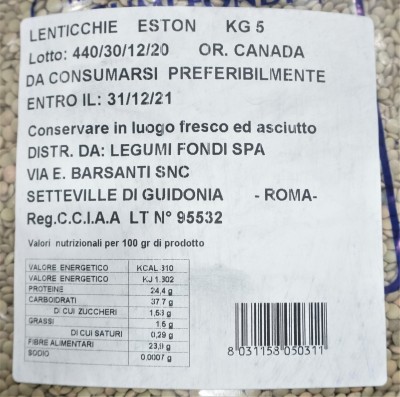 LENTICCHIE ESTON KG 5
Lotto: 440/30/12/20 OR. CANADA
DA CONSUMARSI PREFERIBILMENTE
ENTRO IL: 31/12/21
Conservare in luogo fresco ed asciutto
DISTR. DA: LEGUMI FONDI SPA
VIA E. BARSANTI SNC
SETTEVILLE DI GUIDONIA - ROMA-
Reg.C.C.I.A.A LT N° 95532
Valori nutrizionali per 100 gr di prodotto
VALORE ENERGETICO KCAL 310
VALORE ENERGETICO KJ 1.302
PROTEINE 24,4 g
CARBOIDRATI 37,7 g
DI CUI ZUCCHERI 1,53 g
GRASSI 1,6 g
DI CUI SATURI 0,29 g
FIBRE ALIMENTARI 23,8 g
SODIO 0,0007 g
8 031158 050311